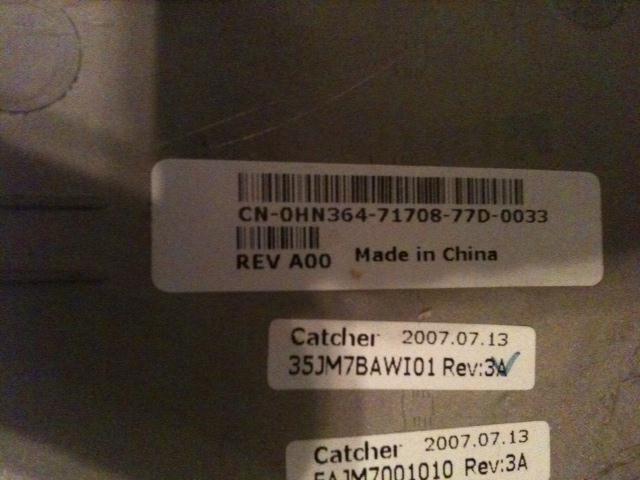 CN-0HN364-71708-77D-0033
REV A00 Made in China
Catcher 2007.07.13
35JM7BAWI01 Rev:3A
Catcher 2007.07.13
EAJM7001010 Rev:3A